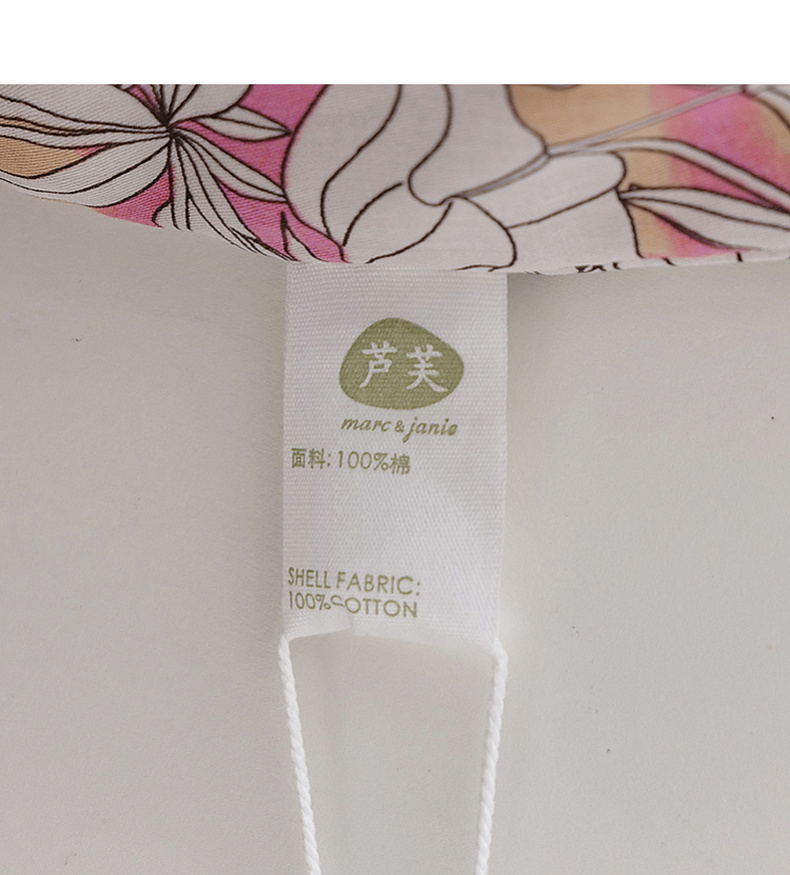 芦芙
marc & janie
面料: 100%棉
SHELL FABRIC:
100%COTTON